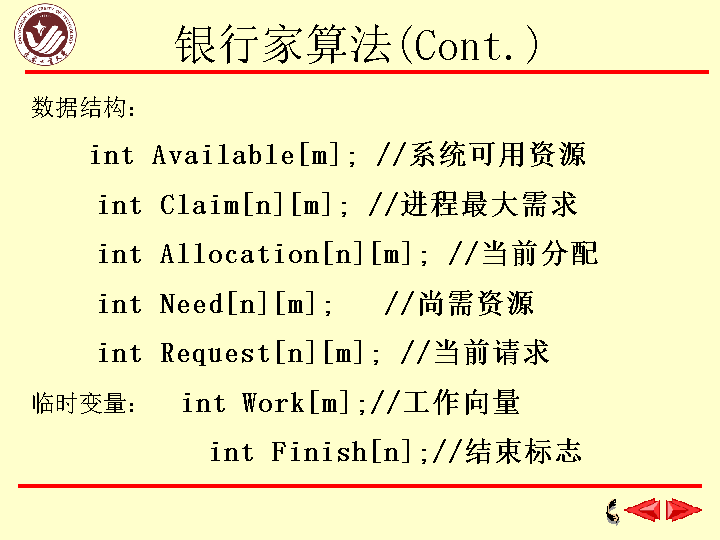 银行家算法(Cont.)
数据结构:
int Available[m]; //系统可用资源
int Claim[n][m]; //进程最大需求
int Allocation[n][m]; //当前分配
int Need[n][m]; //尚需资源
int Request[n][m]; //当前请求
临时变量: int Work[m];//工作向量
int Finish[n];//结束标志